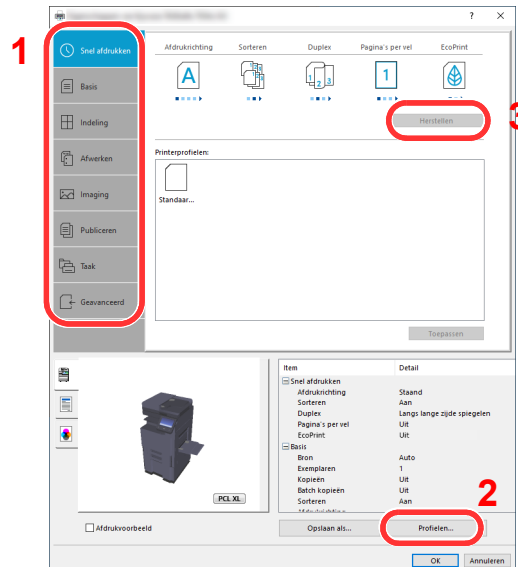 ? ×
1
Snel afdrukken
Basis
Indeling
Afwerken
Imaging
Publiceren
Taak
Geavanceerd
Afdrukrichting Sorteren Duplex Pagina's per vel EcoPrint
A
1 2 3
1
Herstellen
3
Printerprofielen:
Standaar...
Toepassen
PCL XL
Afdrukvoorbeeld
Item Detail
Snel afdrukken
Afdrukrichting Staand
Sorteren Aan
Duplex Langs lange zijde spiegelen
Pagina's per vel Uit
EcoPrint Uit
Basis
Bron Auto
Exemplaren 1
Kopieën Uit
Batch kopieën Uit
Sorteren Aan
2
Opslaan als... Profielen...
OK Annuleren